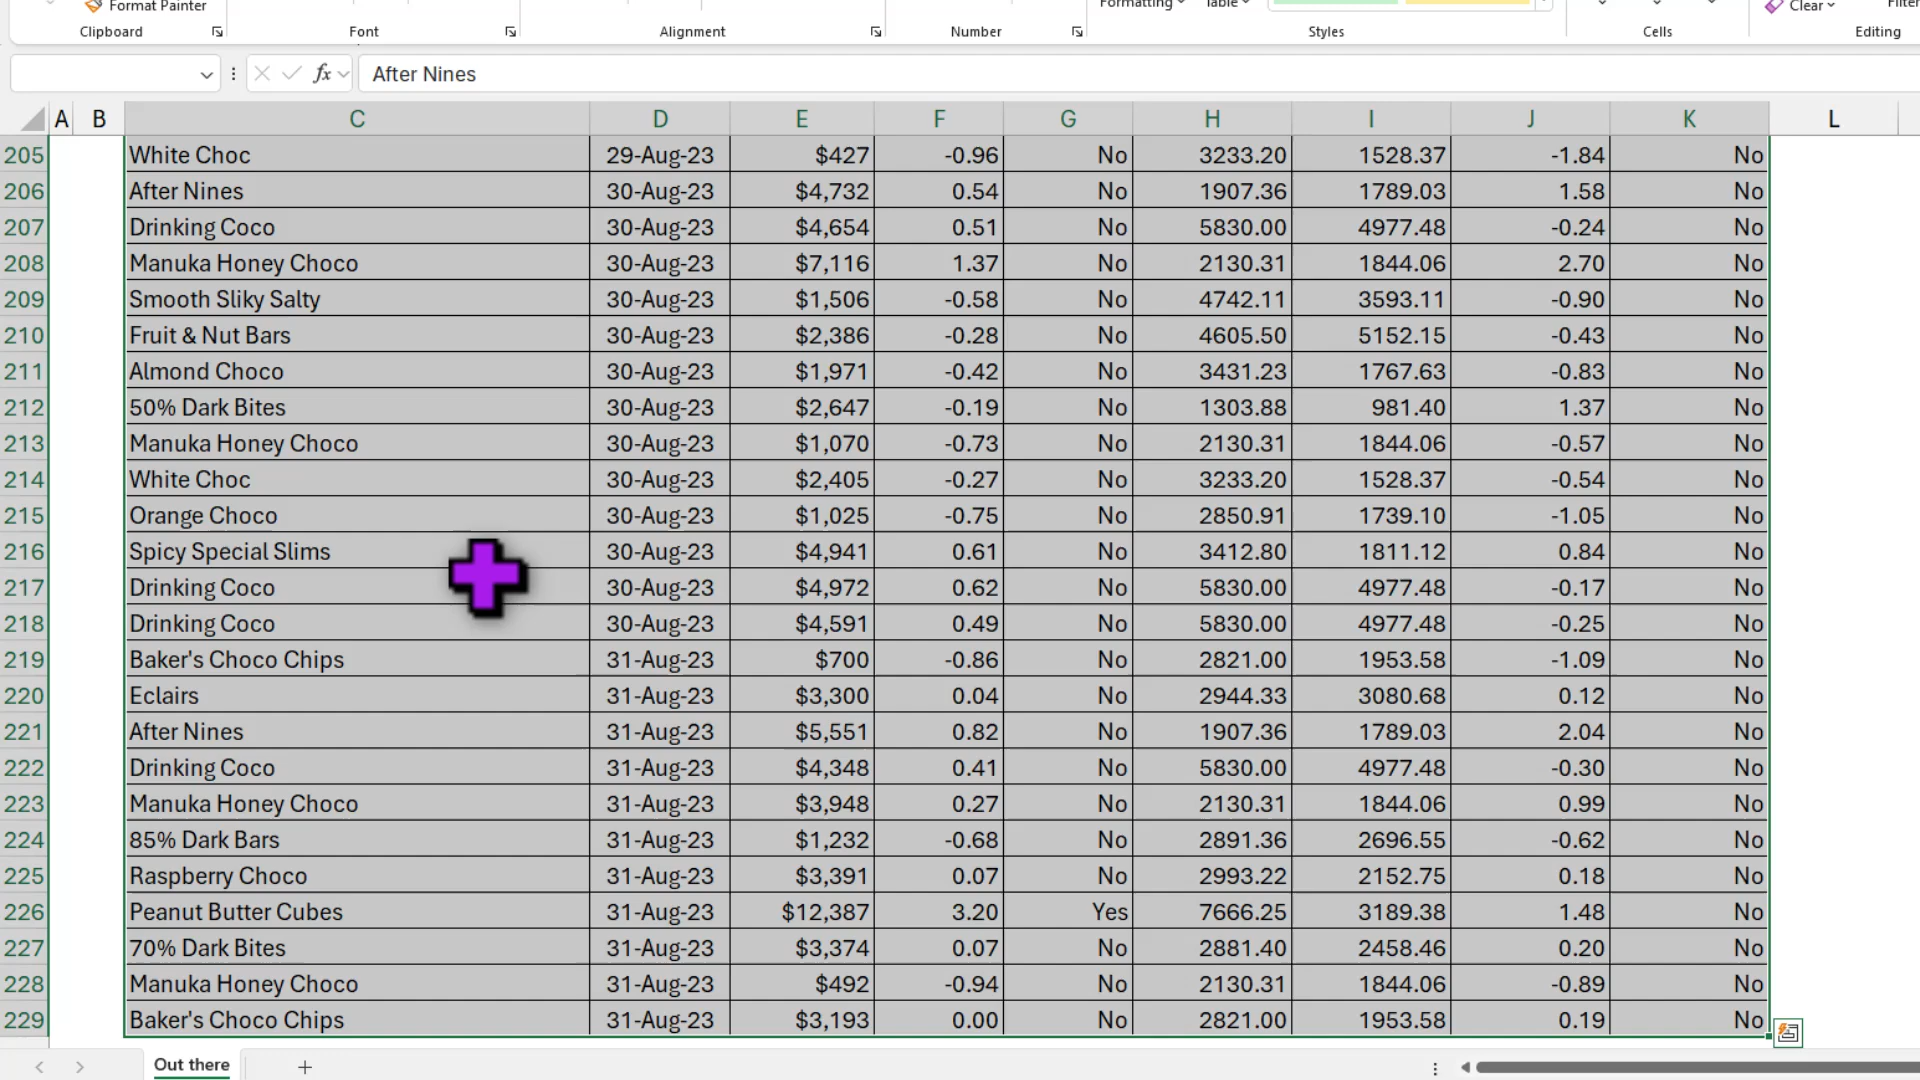 Format Painter
Formatting
Table
Clear
Filter
Clipboard
Font
Alignment
Number
Styles
Cells
Editing
fx
After Nines
A B C D E F G H I J K L
205 White Choc 29-Aug-23 $427 -0.96 No 3233.20 1528.37 -1.84 No
206 After Nines 30-Aug-23 $4,732 0.54 No 1907.36 1789.03 1.58 No
207 Drinking Coco 30-Aug-23 $4,654 0.51 No 5830.00 4977.48 -0.24 No
208 Manuka Honey Choco 30-Aug-23 $7,116 1.37 No 2130.31 1844.06 2.70 No
209 Smooth Sliky Salty 30-Aug-23 $1,506 -0.58 No 4742.11 3593.11 -0.90 No
210 Fruit & Nut Bars 30-Aug-23 $2,386 -0.28 No 4605.50 5152.15 -0.43 No
211 Almond Choco 30-Aug-23 $1,971 -0.42 No 3431.23 1767.63 -0.83 No
212 50% Dark Bites 30-Aug-23 $2,647 -0.19 No 1303.88 981.40 1.37 No
213 Manuka Honey Choco 30-Aug-23 $1,070 -0.73 No 2130.31 1844.06 -0.57 No
214 White Choc 30-Aug-23 $2,405 -0.27 No 3233.20 1528.37 -0.54 No
215 Orange Choco 30-Aug-23 $1,025 -0.75 No 2850.91 1739.10 -1.05 No
216 Spicy Special Slims 30-Aug-23 $4,941 0.61 No 3412.80 1811.12 0.84 No
217 Drinking Coco 30-Aug-23 $4,972 0.62 No 5830.00 4977.48 -0.17 No
218 Drinking Coco 30-Aug-23 $4,591 0.49 No 5830.00 4977.48 -0.25 No
219 Baker's Choco Chips 31-Aug-23 $700 -0.86 No 2821.00 1953.58 -1.09 No
220 Eclairs 31-Aug-23 $3,300 0.04 No 2944.33 3080.68 0.12 No
221 After Nines 31-Aug-23 $5,551 0.82 No 1907.36 1789.03 2.04 No
222 Drinking Coco 31-Aug-23 $4,348 0.41 No 5830.00 4977.48 -0.30 No
223 Manuka Honey Choco 31-Aug-23 $3,948 0.27 No 2130.31 1844.06 0.99 No
224 85% Dark Bars 31-Aug-23 $1,232 -0.68 No 2891.36 2696.55 -0.62 No
225 Raspberry Choco 31-Aug-23 $3,391 0.07 No 2993.22 2152.75 0.18 No
226 Peanut Butter Cubes 31-Aug-23 $12,387 3.20 Yes 7666.25 3189.38 1.48 No
227 70% Dark Bites 31-Aug-23 $3,374 0.07 No 2881.40 2458.46 0.20 No
228 Manuka Honey Choco 31-Aug-23 $492 -0.94 No 2130.31 1844.06 -0.89 No
229 Baker's Choco Chips 31-Aug-23 $3,193 0.00 No 2821.00 1953.58 0.19 No
Out there